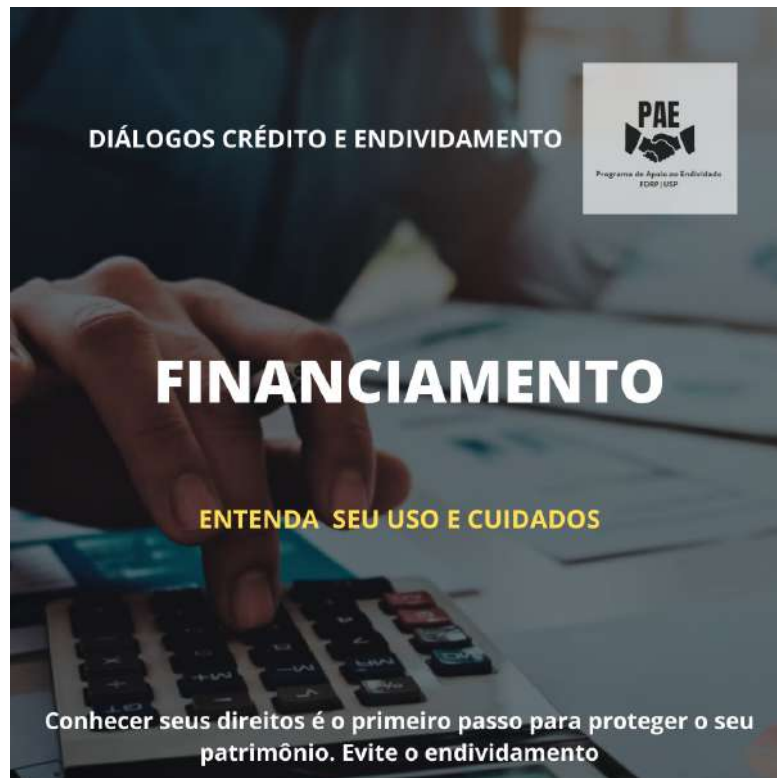 DIÁLOGOS CRÉDITO E ENDIVIDAMENTO
PAE
Programa de Apoio ao Endividado
FDRP|USP
FINANCIAMENTO
ENTENDA SEU USO E CUIDADOS
Conhecer seus direitos é o primeiro passo para proteger o seu
patrimônio. Evite o endividamento